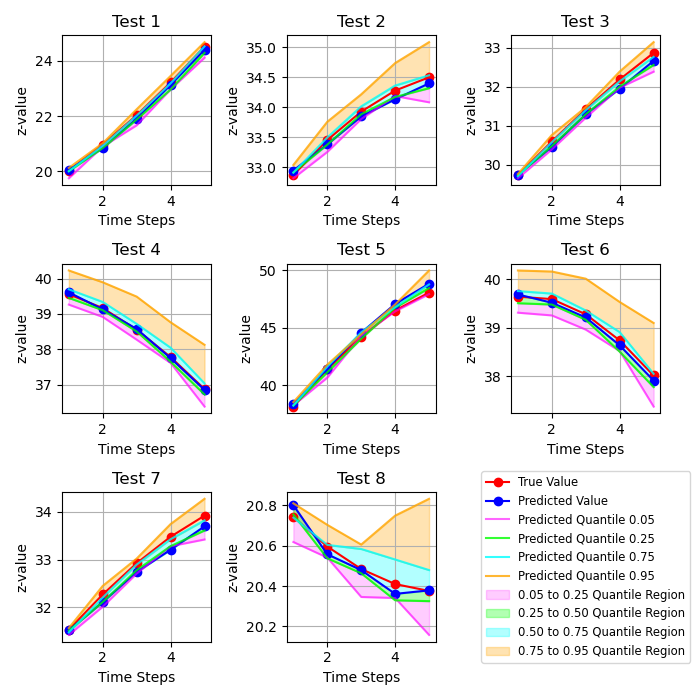 Test 1
Test 2
Test 3
z-value
24
22
20
2
4
Time Steps
z-value
35.0
34.5
34.0
33.5
33.0
2
4
Time Steps
z-value
33
32
31
30
2
4
Time Steps
Test 4
Test 5
Test 6
z-value
40
39
38
37
2
4
Time Steps
z-value
50
45
40
2
4
Time Steps
z-value
40
39
38
2
4
Time Steps
Test 7
Test 8
z-value
34
33
32
2
4
Time Steps
z-value
20.8
20.6
20.4
20.2
2
4
Time Steps
True Value
Predicted Value
Predicted Quantile 0.05
Predicted Quantile 0.25
Predicted Quantile 0.75
Predicted Quantile 0.95
0.05 to 0.25 Quantile Region
0.25 to 0.50 Quantile Region
0.50 to 0.75 Quantile Region
0.75 to 0.95 Quantile Region